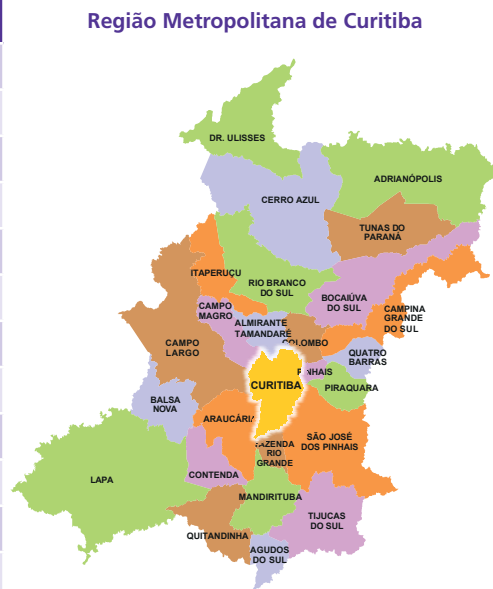 Região Metropolitana de Curitiba
DR. ULISSES
ADRIANÓPOLIS
CERRO AZUL
TUNAS DO
PARANÁ
ITAPERUÇU
RIO BRANCO
DO SUL
BOCAIÚVA
DO SUL
CAMPO
MAGRO
CAMPINA
GRANDE
DO SUL
ALMIRANTE
TAMANDARÉ
COLOMBO
CAMPO
LARGO
QUATRO
BARRAS
PINHAIS
CURITIBA
PIRAQUARA
BALSA
NOVA
ARAUCÁRIA
SÃO JOSÉ
DOS PINHAIS
FAZENDA
RIO
GRANDE
LAPA
CONTENDA
MANDIRITUBA
TIJUCAS
DO SUL
QUITANDINHA
AGUDOS
DO SUL